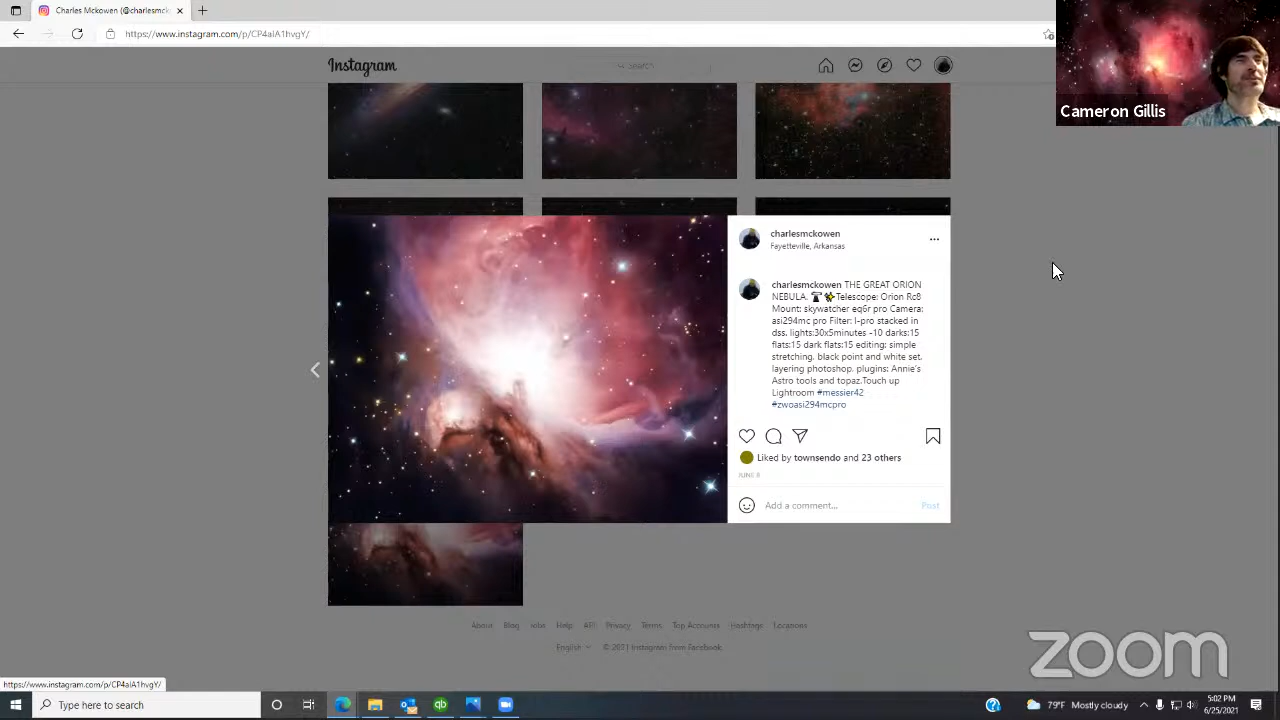 Charles Mckowen (@charlesmck
https://www.instagram.com/p/CP4alA1hvgY/
Cameron Gillis
Instagram
Search
charlesmckowen
Fayetteville, Arkansas
charlesmckowen THE GREAT ORION
NEBULA. Telescope: Orion Rc8
Mount: skywatcher eq6r pro Camera:
asi294mc pro Filter: l-pro stacked in
dss. lights:30x5minutes -10 darks:15
flats:15 dark flats:15 editing: simple
stretching. black point and white set.
layering photoshop, plugins: Annie's
Astro tools and topaz.Touch up
Lightroom #messier42
#zwoasi294mcpro
Liked by townsendo and 23 others
JUNE 8
Add a comment...
Post
About Blog Jobs Help API Privacy Terms Top Accounts Hashtags Locations
English © 2021 Instagram from Facebook
zoom
https://www.instagram.com/p/CP4alA1hvgY/
Type here to search
qb
79°F Mostly cloudy
5:02 PM
6/25/2021